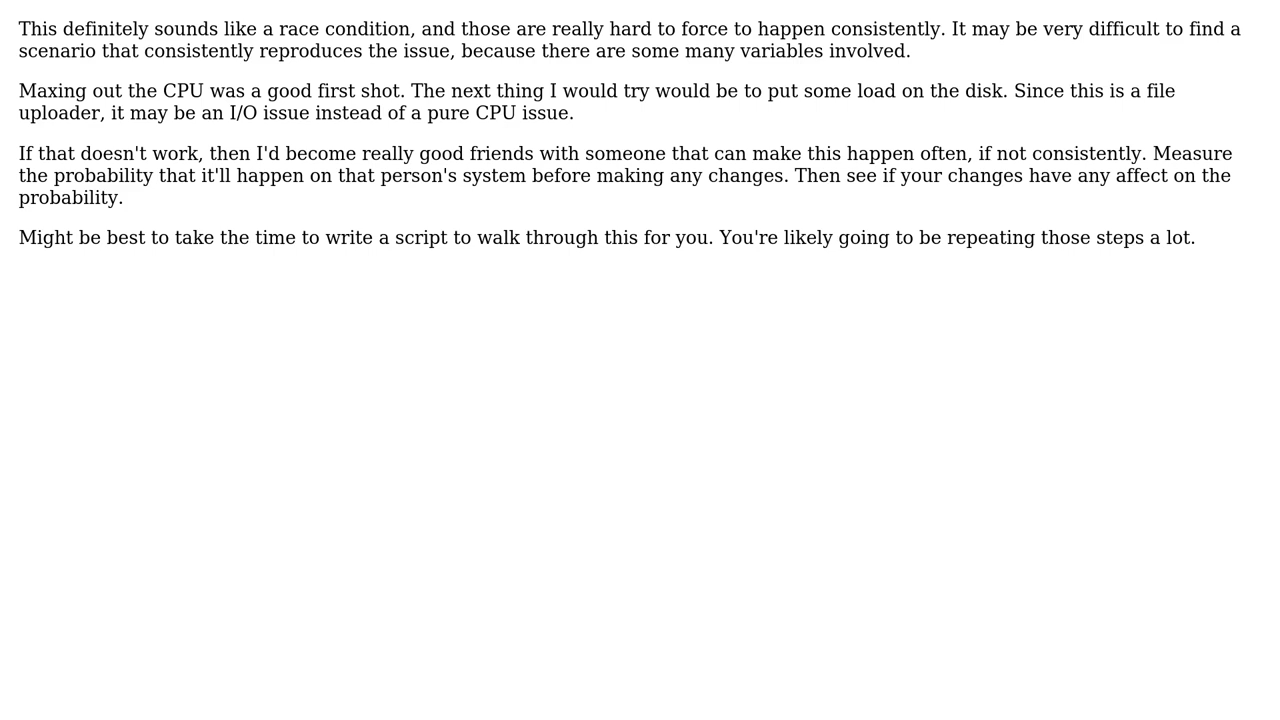 This definitely sounds like a race condition, and those are really hard to force to happen consistently. It may be very difficult to find a
scenario that consistently reproduces the issue, because there are some many variables involved.
Maxing out the CPU was a good first shot. The next thing I would try would be to put some load on the disk. Since this is a file
uploader, it may be an I/O issue instead of a pure CPU issue.
If that doesn't work, then I'd become really good friends with someone that can make this happen often, if not consistently. Measure
the probability that it'll happen on that person's system before making any changes. Then see if your changes have any affect on the
probability.
Might be best to take the time to write a script to walk through this for you. You're likely going to be repeating those steps a lot.